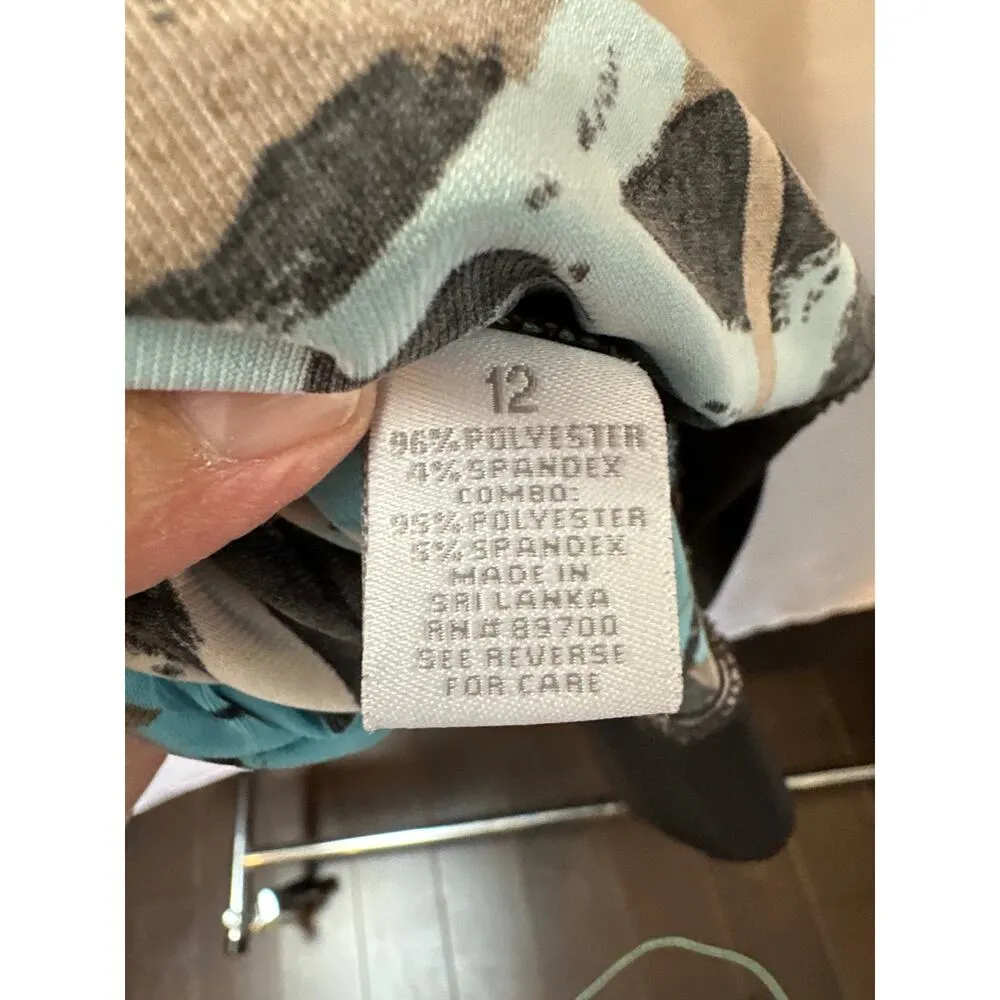 12
96% POLYESTER
4% SPANDEX
COMBO:
95% POLYESTER
5% SPANDEX
MADE IN
SRI LANKA
RN# 89700
SEE REVERSE
FOR CARE